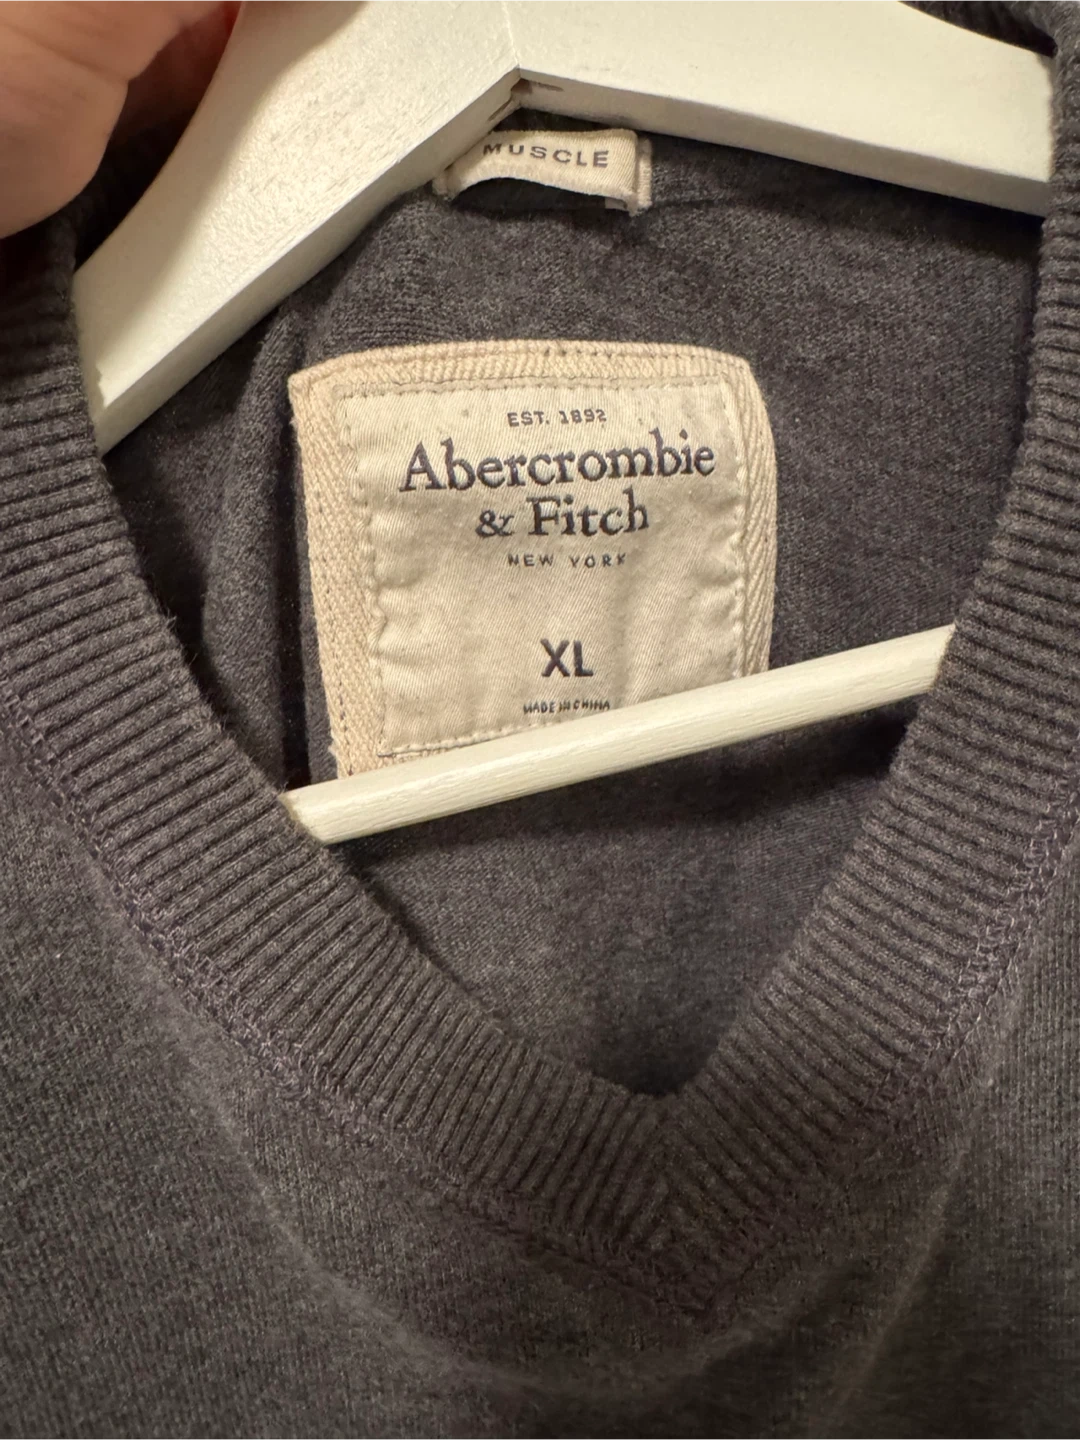 MUSCLE
EST. 1892
Abercrombie
& Fitch
NEW YORK
XL
MADE IN CHINA